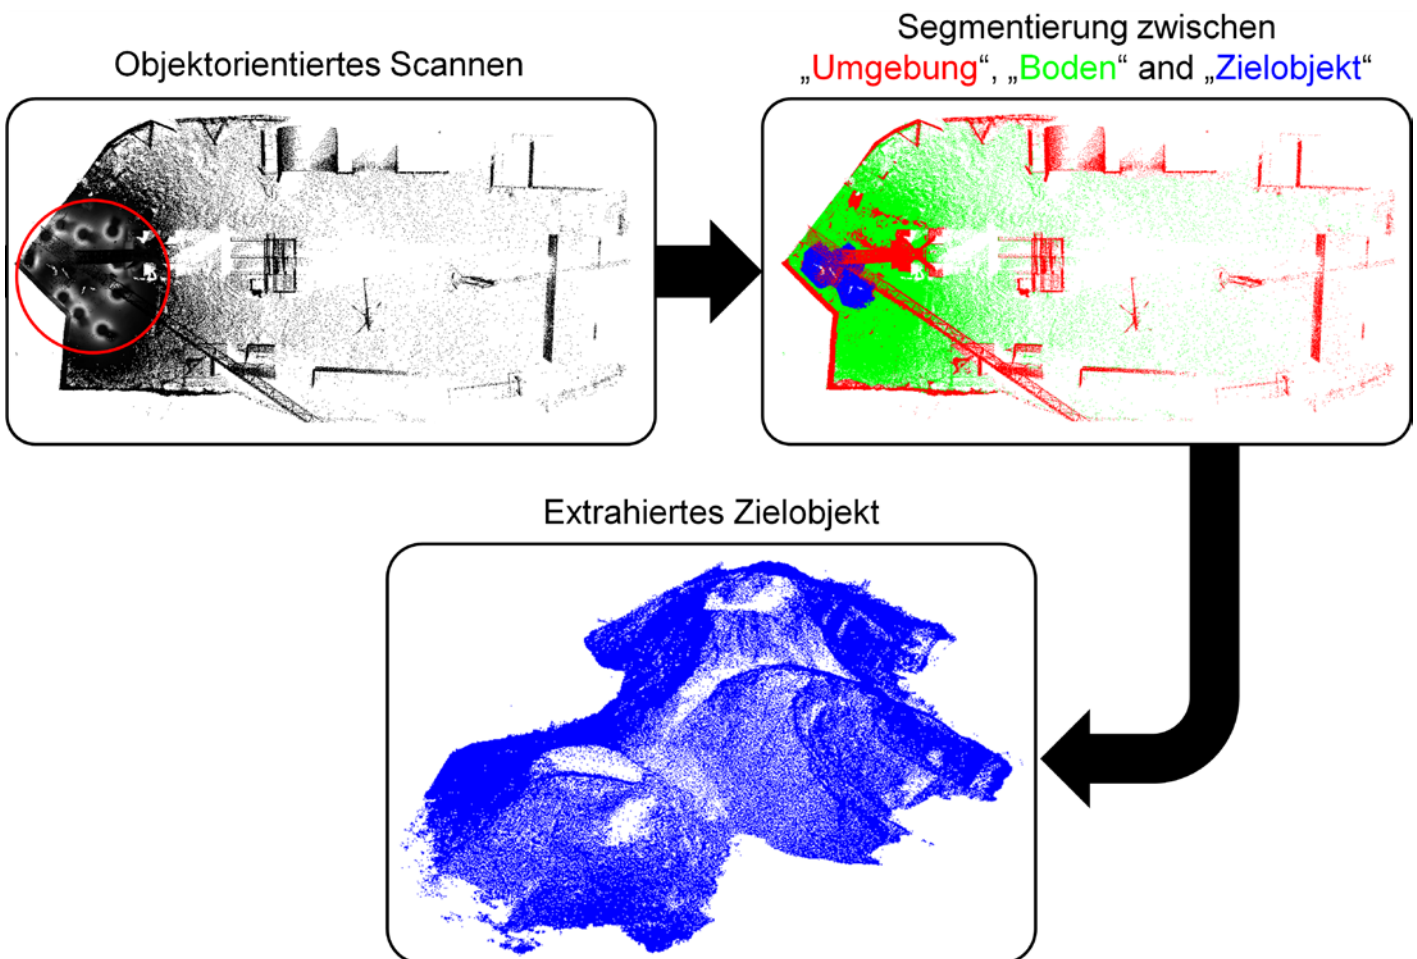 Objektorientiertes Scannen
Segmentierung zwischen
„Umgebung“, „Boden“ and „Zielobjekt“
Extrahiertes Zielobjekt